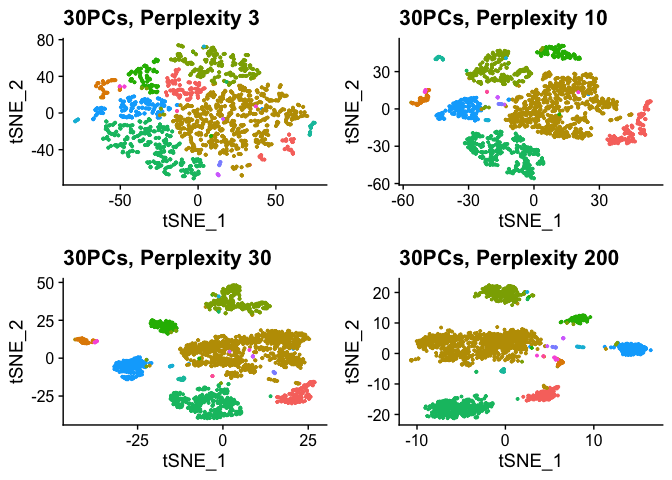 30PCs, Perplexity 3
80
40
0
-40
tSNE_2
-50
0
50
tSNE_1
30PCs, Perplexity 10
30
0
-30
-60
tSNE_2
-60
-30
0
30
tSNE_1
30PCs, Perplexity 30
50
25
0
-25
tSNE_2
-25
0
25
tSNE_1
30PCs, Perplexity 200
20
10
0
-10
-20
tSNE_2
-10
0
10
tSNE_1